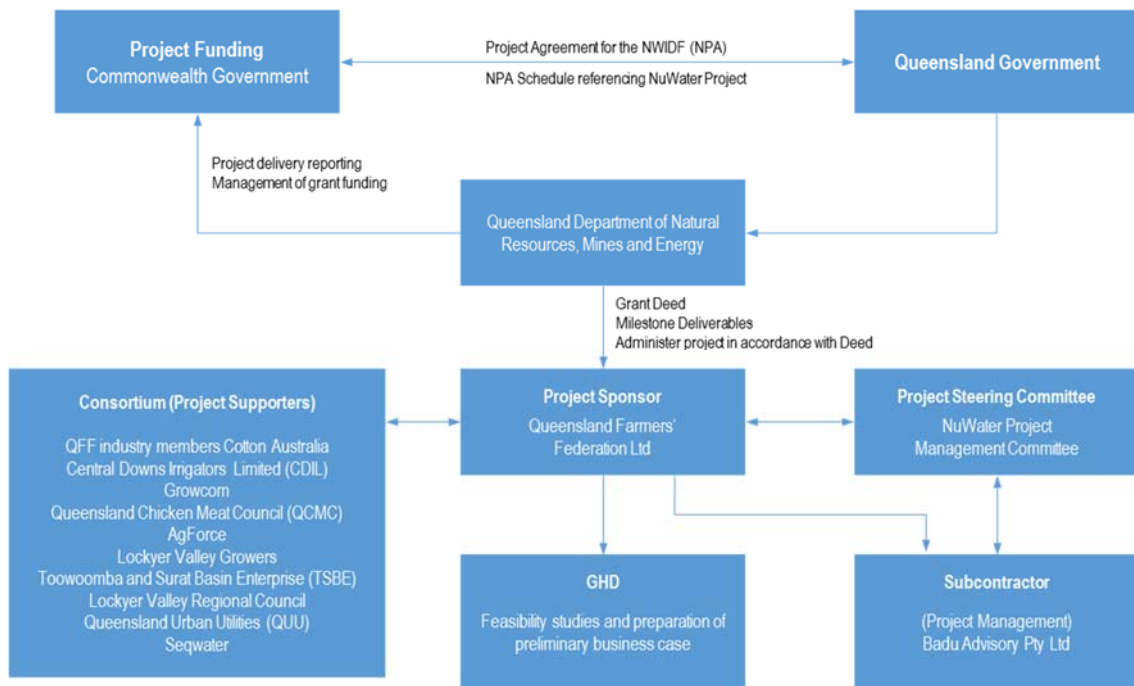 Project Funding
Commonwealth Government
Project Agreement for the NWIDF (NPA)
NPA Schedule referencing NuWater Project
Queensland Government
Project delivery reporting
Management of grant funding
Queensland Department of Natural
Resources, Mines and Energy
Grant Deed
Milestone Deliverables
Administer project in accordance with Deed
Consortium (Project Supporters)
QFF industry members Cotton Australia
Central Downs Irrigators Limited (CDIL)
Growcom
Queensland Chicken Meat Council (QCMC)
AgForce
Lockyer Valley Growers
Toowoomba and Surat Basin Enterprise (TSBE)
Lockyer Valley Regional Council
Queensland Urban Utilities (QUU)
Seqwater
Project Sponsor
Queensland Farmers'
Federation Ltd
Project Steering Committee
NuWater Project
Management Committee
GHD
Feasibility studies and preparation of
preliminary business case
Subcontractor
(Project Management)
Badu Advisory Pty Ltd